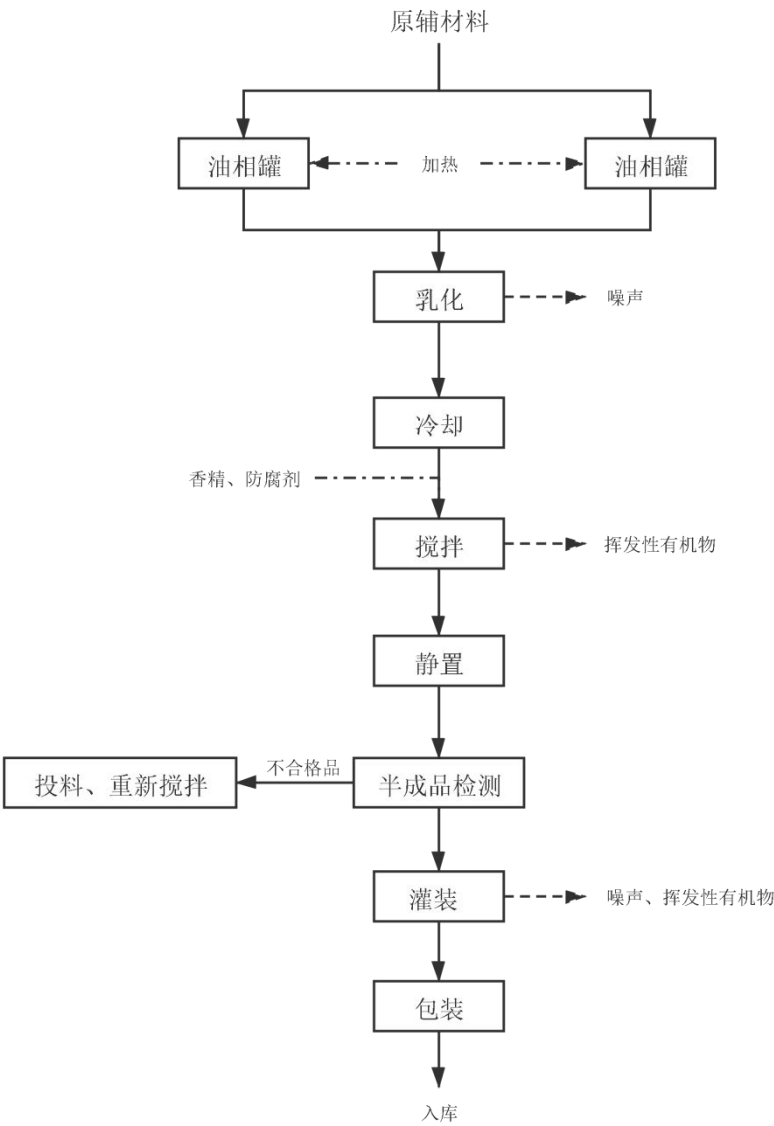 原辅材料
油相罐
加热
油相罐
乳化
噪声
冷却
香精、防腐剂
搅拌
挥发性有机物
静置
不合格品
投料、重新搅拌
半成品检测
灌装
噪声、挥发性有机物
包装
入库